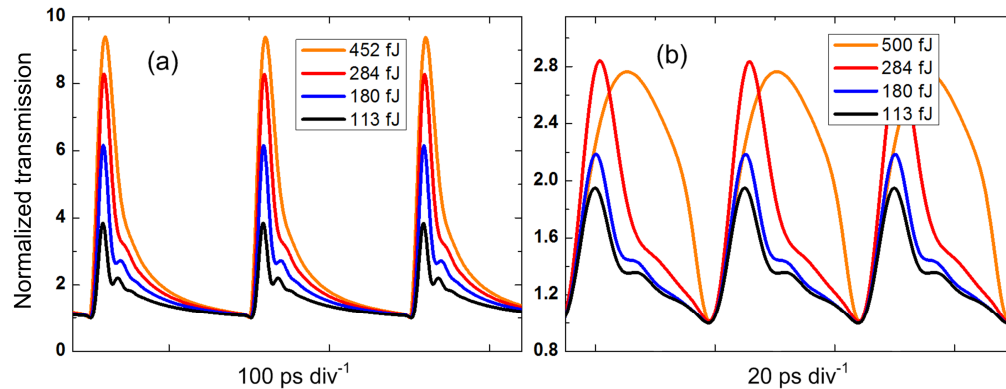 Normalized transmission
10
8
6
4
2
0
(a)
452 fJ
284 fJ
180 fJ
113 fJ
100 ps div-1
2.8
2.4
2.0
1.6
1.2
0.8
(b)
500 fJ
284 fJ
180 fJ
113 fJ
20 ps div-1